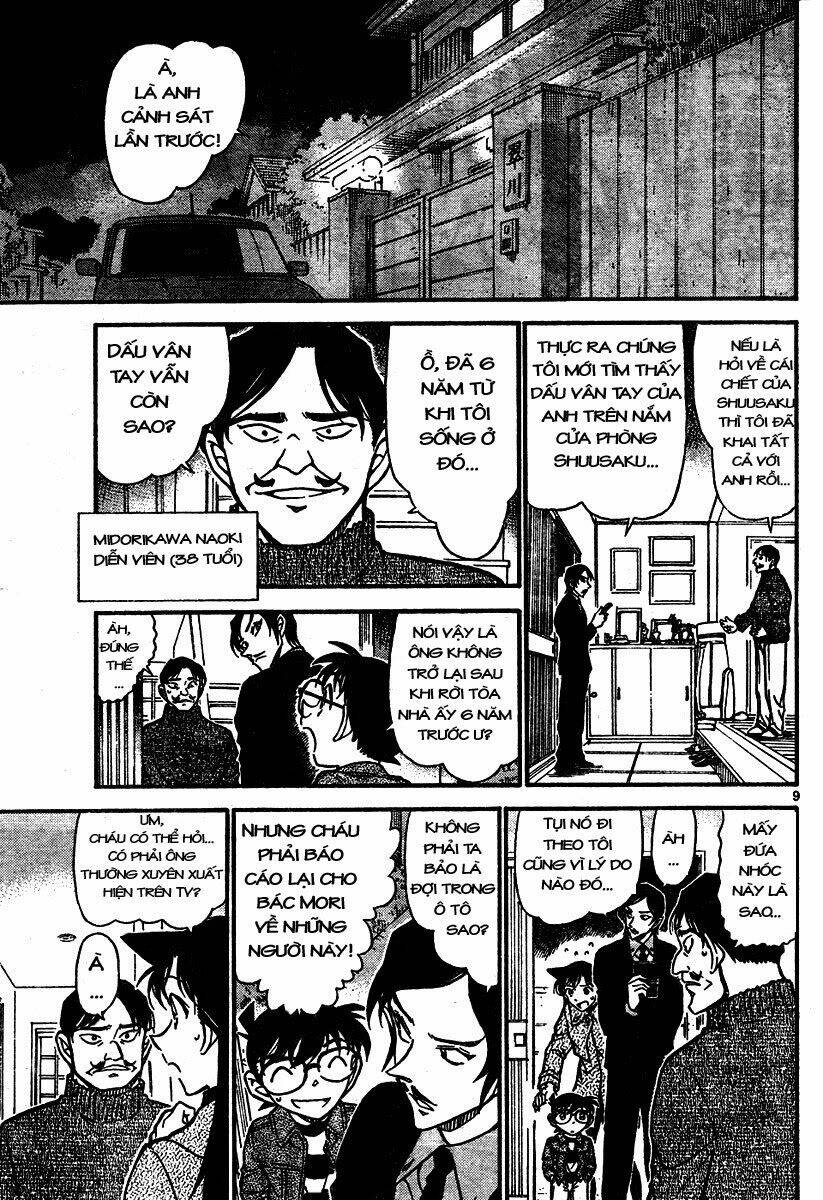 À,
LÀ ANH
CẢNH SÁT
LẦN TRƯỚC!
翠川
NẾU LÀ
HỎI VỀ CÁI
CHẾT CỦA
SHUUSAKU
THÌ TÔI ĐÃ
KHAI TẤT
CẢ VỚI
ANH RỒI...
THỰC RA CHÚNG
TÔI MỚI TÌM THẤY
DẤU VÂN TAY CỦA
ANH TRÊN NẮM
CỬA PHÒNG
SHUUSAKU...
Ồ, ĐÃ 6
NĂM TỪ
KHI TÔI
SỐNG Ở
ĐÓ...
DẤU VÂN
TAY VẪN
CÒN
SAO?
MIDORIKAWA NAOKI
DIỄN VIÊN (38 TUỔI)
NÓI VẬY LÀ
ÔNG KHÔNG
TRỞ LẠI SAU
KHI RỜI TÒA
NHÀ ẤY 6 NĂM
TRƯỚC Ư?
ÀH,
ĐÚNG
THẾ
...
9
MẤY
ĐỨA
NHÓC
NÀY LÀ
SAO...
ÀH
...
TỤI NÓ ĐI
THEO TÔI
CŨNG VÌ LÝ DO
NÀO ĐÓ...
KHÔNG
PHẢI TA
BẢO LÀ
ĐỢI TRONG
Ô TÔ
SAO?
NHƯNG CHÁU
PHẢI BÁO
CÁO LẠI CHO
BÁC MORI
VỀ NHỮNG
NGƯỜI NÀY!
ƯM,
CHÁU CÓ THỂ HỎI...
CÓ PHẢI ÔNG
THƯỜNG XUYÊN XUẤT
HIỆN TRÊN TV?
À
...